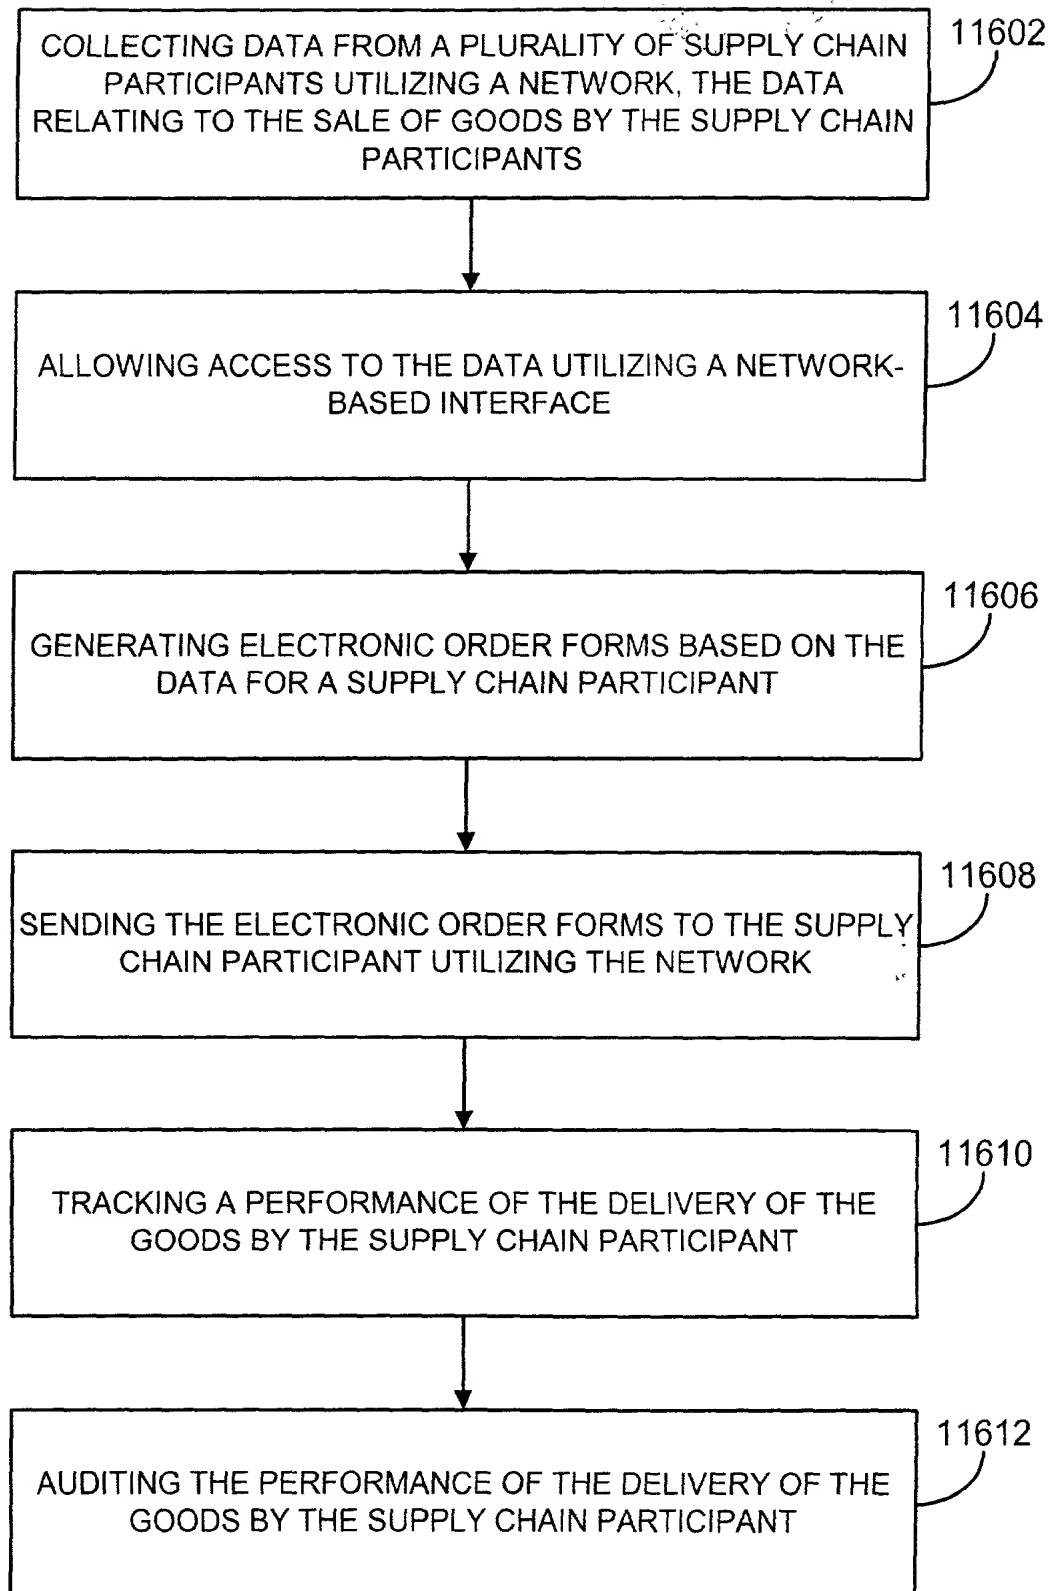 COLLECTING DATA FROM A PLURALITY OF SUPPLY CHAIN
PARTICIPANTS UTILIZING A NETWORK, THE DATA
RELATING TO THE SALE OF GOODS BY THE SUPPLY CHAIN
PARTICIPANTS
11602
ALLOWING ACCESS TO THE DATA UTILIZING A NETWORK-
BASED INTERFACE
11604
GENERATING ELECTRONIC ORDER FORMS BASED ON THE
DATA FOR A SUPPLY CHAIN PARTICIPANT
11606
SENDING THE ELECTRONIC ORDER FORMS TO THE SUPPLY
CHAIN PARTICIPANT UTILIZING THE NETWORK
11608
TRACKING A PERFORMANCE OF THE DELIVERY OF THE
GOODS BY THE SUPPLY CHAIN PARTICIPANT
11610
AUDITING THE PERFORMANCE OF THE DELIVERY OF THE
GOODS BY THE SUPPLY CHAIN PARTICIPANT
11612